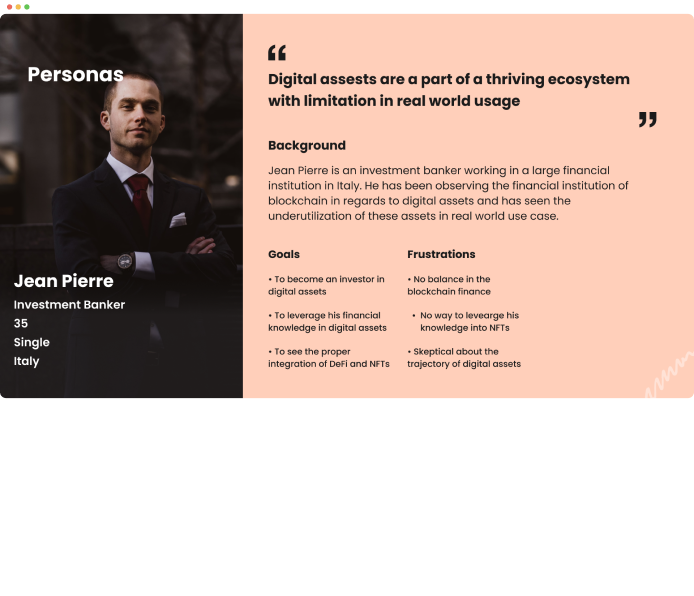 Personas
Jean Pierre
Investment Banker
35
Single
Italy
“
Digital assests are a part of a thriving ecosystem
with limitation in real world usage
”
Background
Jean Pierre is an investment banker working in a large financial
institution in Italy. He has been observing the financial institution of
blockchain in regards to digital assets and has seen the
underutilization of these assets in real world use case.
Goals
• To become an investor in
digital assets
• To leverage his financial
knowledge in digital assets
• To see the proper
integration of DeFi and NFTs
Frustrations
• No balance in the
blockchain finance
• No way to levearge his
knowledge into NFTs
• Skeptical about the
trajectory of digital assets